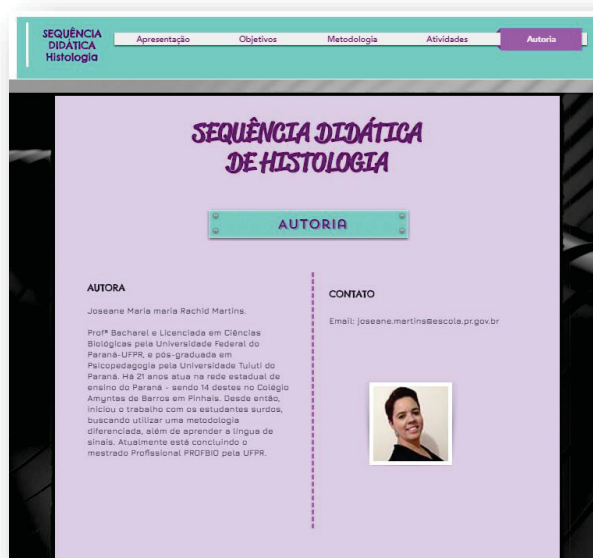 SEQUÊNCIA
DIDÁTICA
Histologia
Apresentação
Objetivos
Metodologia
Atividades
Autoria
SEQUÊNCIA DIDÁTICA
DE HISTOLOGIA
AUTORIA
AUTORA
Joseane Maria maria Rachid Martins.
Profª Bacharel e Licenciada em Ciências
Biológicas pela Universidade Federal do
Paraná-UFPR, e pós-graduada em
Psicopedagogia pela Universidade Tuiuti do
Paraná. Há 21 anos atua na rede estadual de
ensino do Paraná - sendo 14 destes no Colégio
Amyntas de Barros em Pinhais. Desde então,
iniciou o trabalho com os estudantes surdos,
buscando utilizar uma metodologia
diferenciada, além de aprender a língua de
sinais. Atualmente está concluindo o
mestrado Profissional PROFBIO pela UFPR.
CONTATO
Email: joseane.martins@escola.pr.gov.br